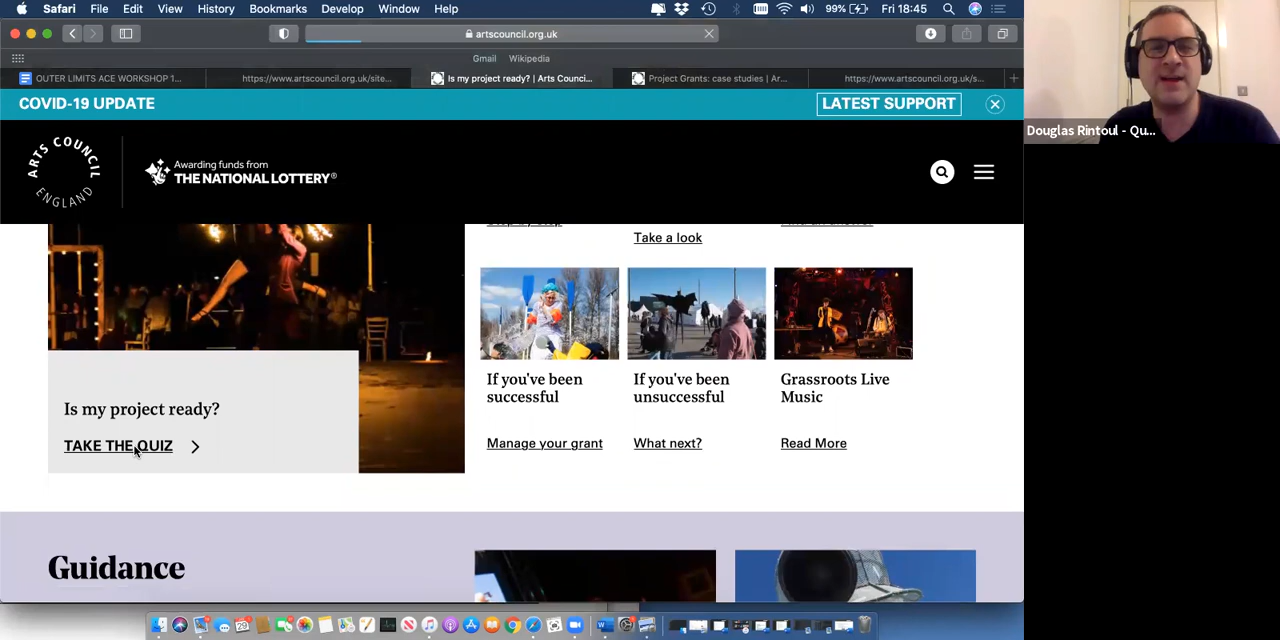 Safari File Edit View History Bookmarks Develop Window Help 99% Fri 18:45
artscouncil.org.uk
Gmail Wikipedia
OUTER LIMITS ACE WORKSHOP 1... https://www.artscouncil.org.uk/site... Is my project ready? | Arts Counci... Project Grants: case studies | Ar... https://www.artscouncil.org.uk/s...
COVID-19 UPDATE LATEST SUPPORT
Douglas Rintoul - Qu...
ARTS COUNCIL ENGLAND
Awarding funds from
THE NATIONAL LOTTERY®
Take a look
If you've been
successful
If you've been
unsuccessful
Grassroots Live
Music
Is my project ready?
TAKE THE QUIZ
Manage your grant What next? Read More
Guidance
29